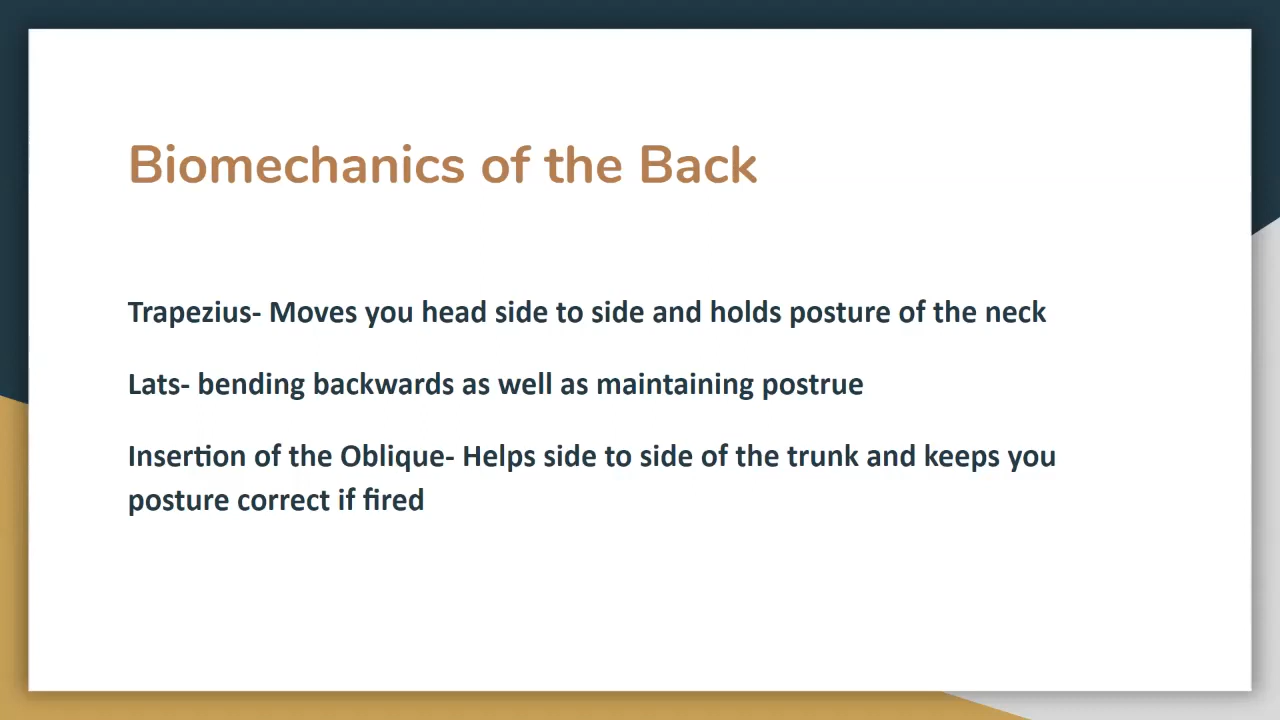 Biomechanics of the Back
Trapezius- Moves you head side to side and holds posture of the neck
Lats- bending backwards as well as maintaining postrue
Insertion of the Oblique- Helps side to side of the trunk and keeps you
posture correct if fired